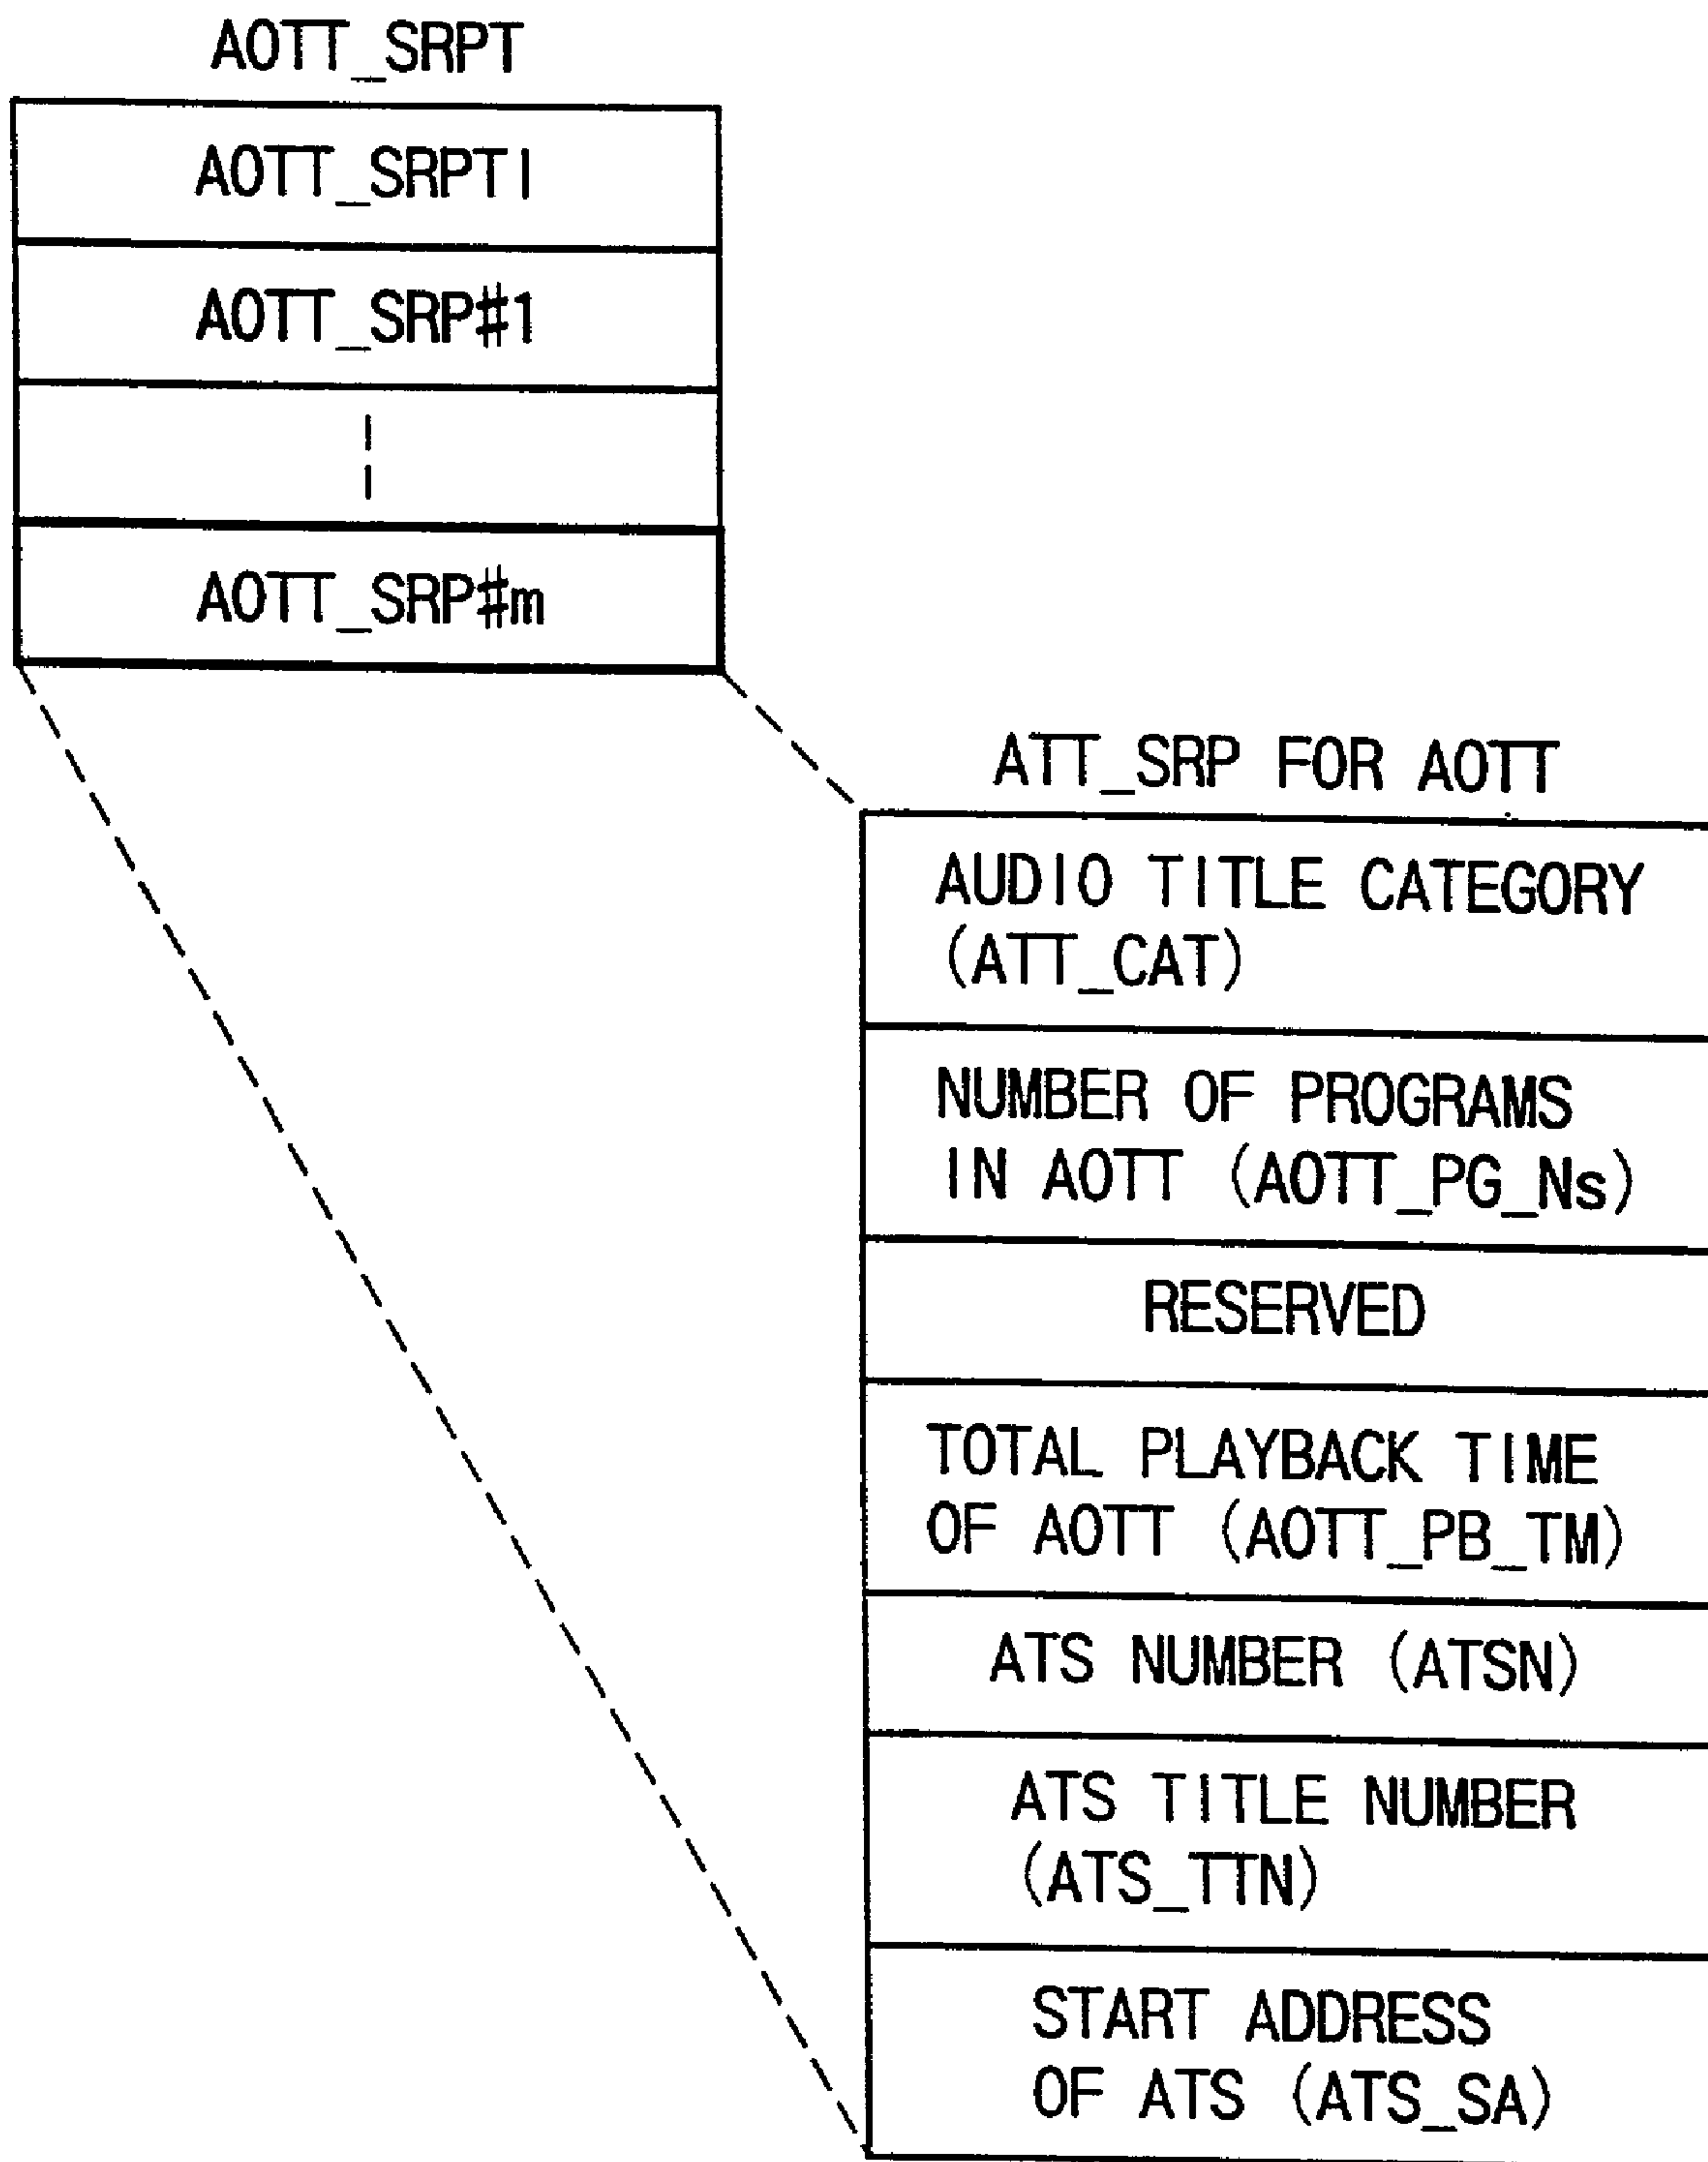 AOTT_SRPT
AOTT_SRPTI
AOTT_SRP#1
AOTT_SRP#m
ATT_SRP FOR AOTT
AUDIO TITLE CATEGORY
(ATT_CAT)
NUMBER OF PROGRAMS
IN AOTT (AOTT_PG_Ns)
RESERVED
TOTAL PLAYBACK TIME
OF AOTT (AOTT_PB_TM)
ATS NUMBER (ATSN)
ATS TITLE NUMBER
(ATS_TTN)
START ADDRESS
OF ATS (ATS_SA)